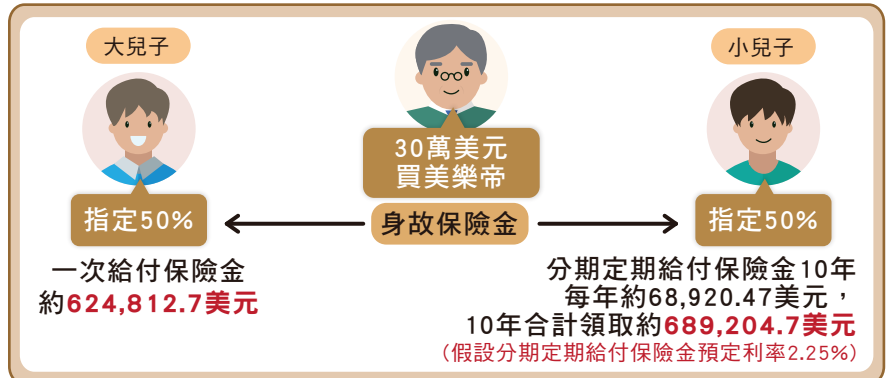 大兒子
小兒子
30萬美元
買美樂帝
指定50%
身故保險金
指定50%
一次給付保險金
約624,812.7美元
分期定期給付保險金10年
每年約68,920.47美元，
10年合計領取約689,204.7美元
(假設分期定期給付保險金預定利率2.25%)